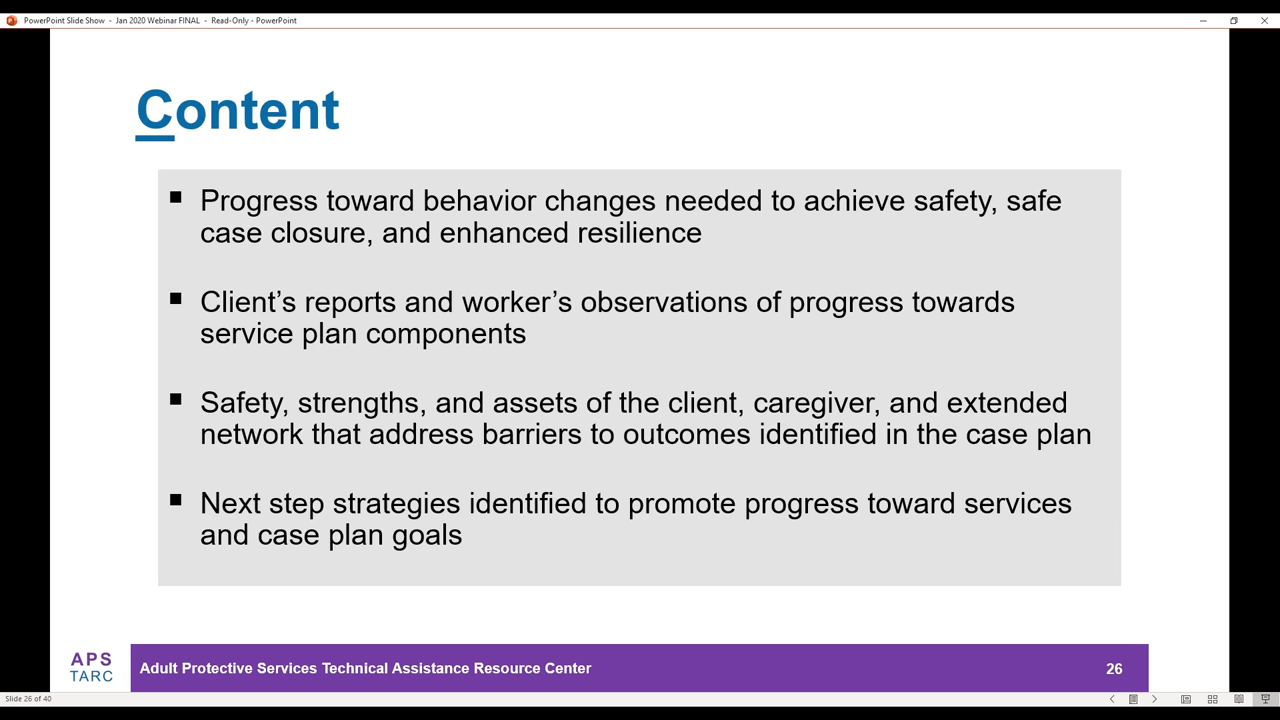 PowerPoint Slide Show - Jan 2020 Webinar FINAL - Read-Only - PowerPoint
Content
▪ Progress toward behavior changes needed to achieve safety, safe
case closure, and enhanced resilience
▪ Client’s reports and worker’s observations of progress towards
service plan components
▪ Safety, strengths, and assets of the client, caregiver, and extended
network that address barriers to outcomes identified in the case plan
▪ Next step strategies identified to promote progress toward services
and case plan goals
APS
TARC
Adult Protective Services Technical Assistance Resource Center
26
Slide 26 of 40